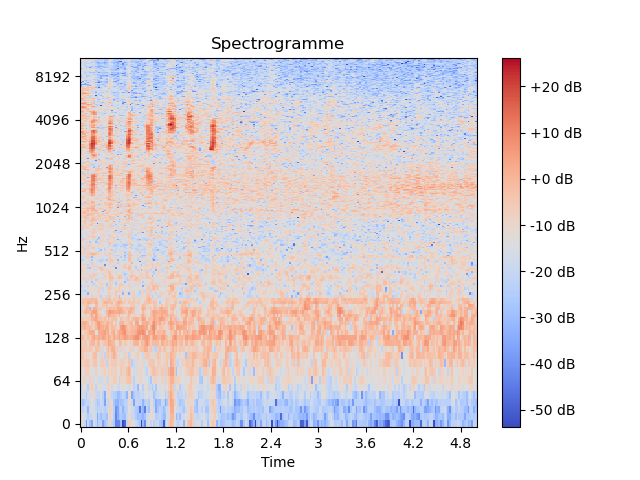 Spectrogramme
8192
4096
2048
1024
512
256
128
64
0
Hz
0 0.6 1.2 1.8 2.4 3 3.6 4.2 4.8
Time
+20 dB
+10 dB
+0 dB
-10 dB
-20 dB
-30 dB
-40 dB
-50 dB